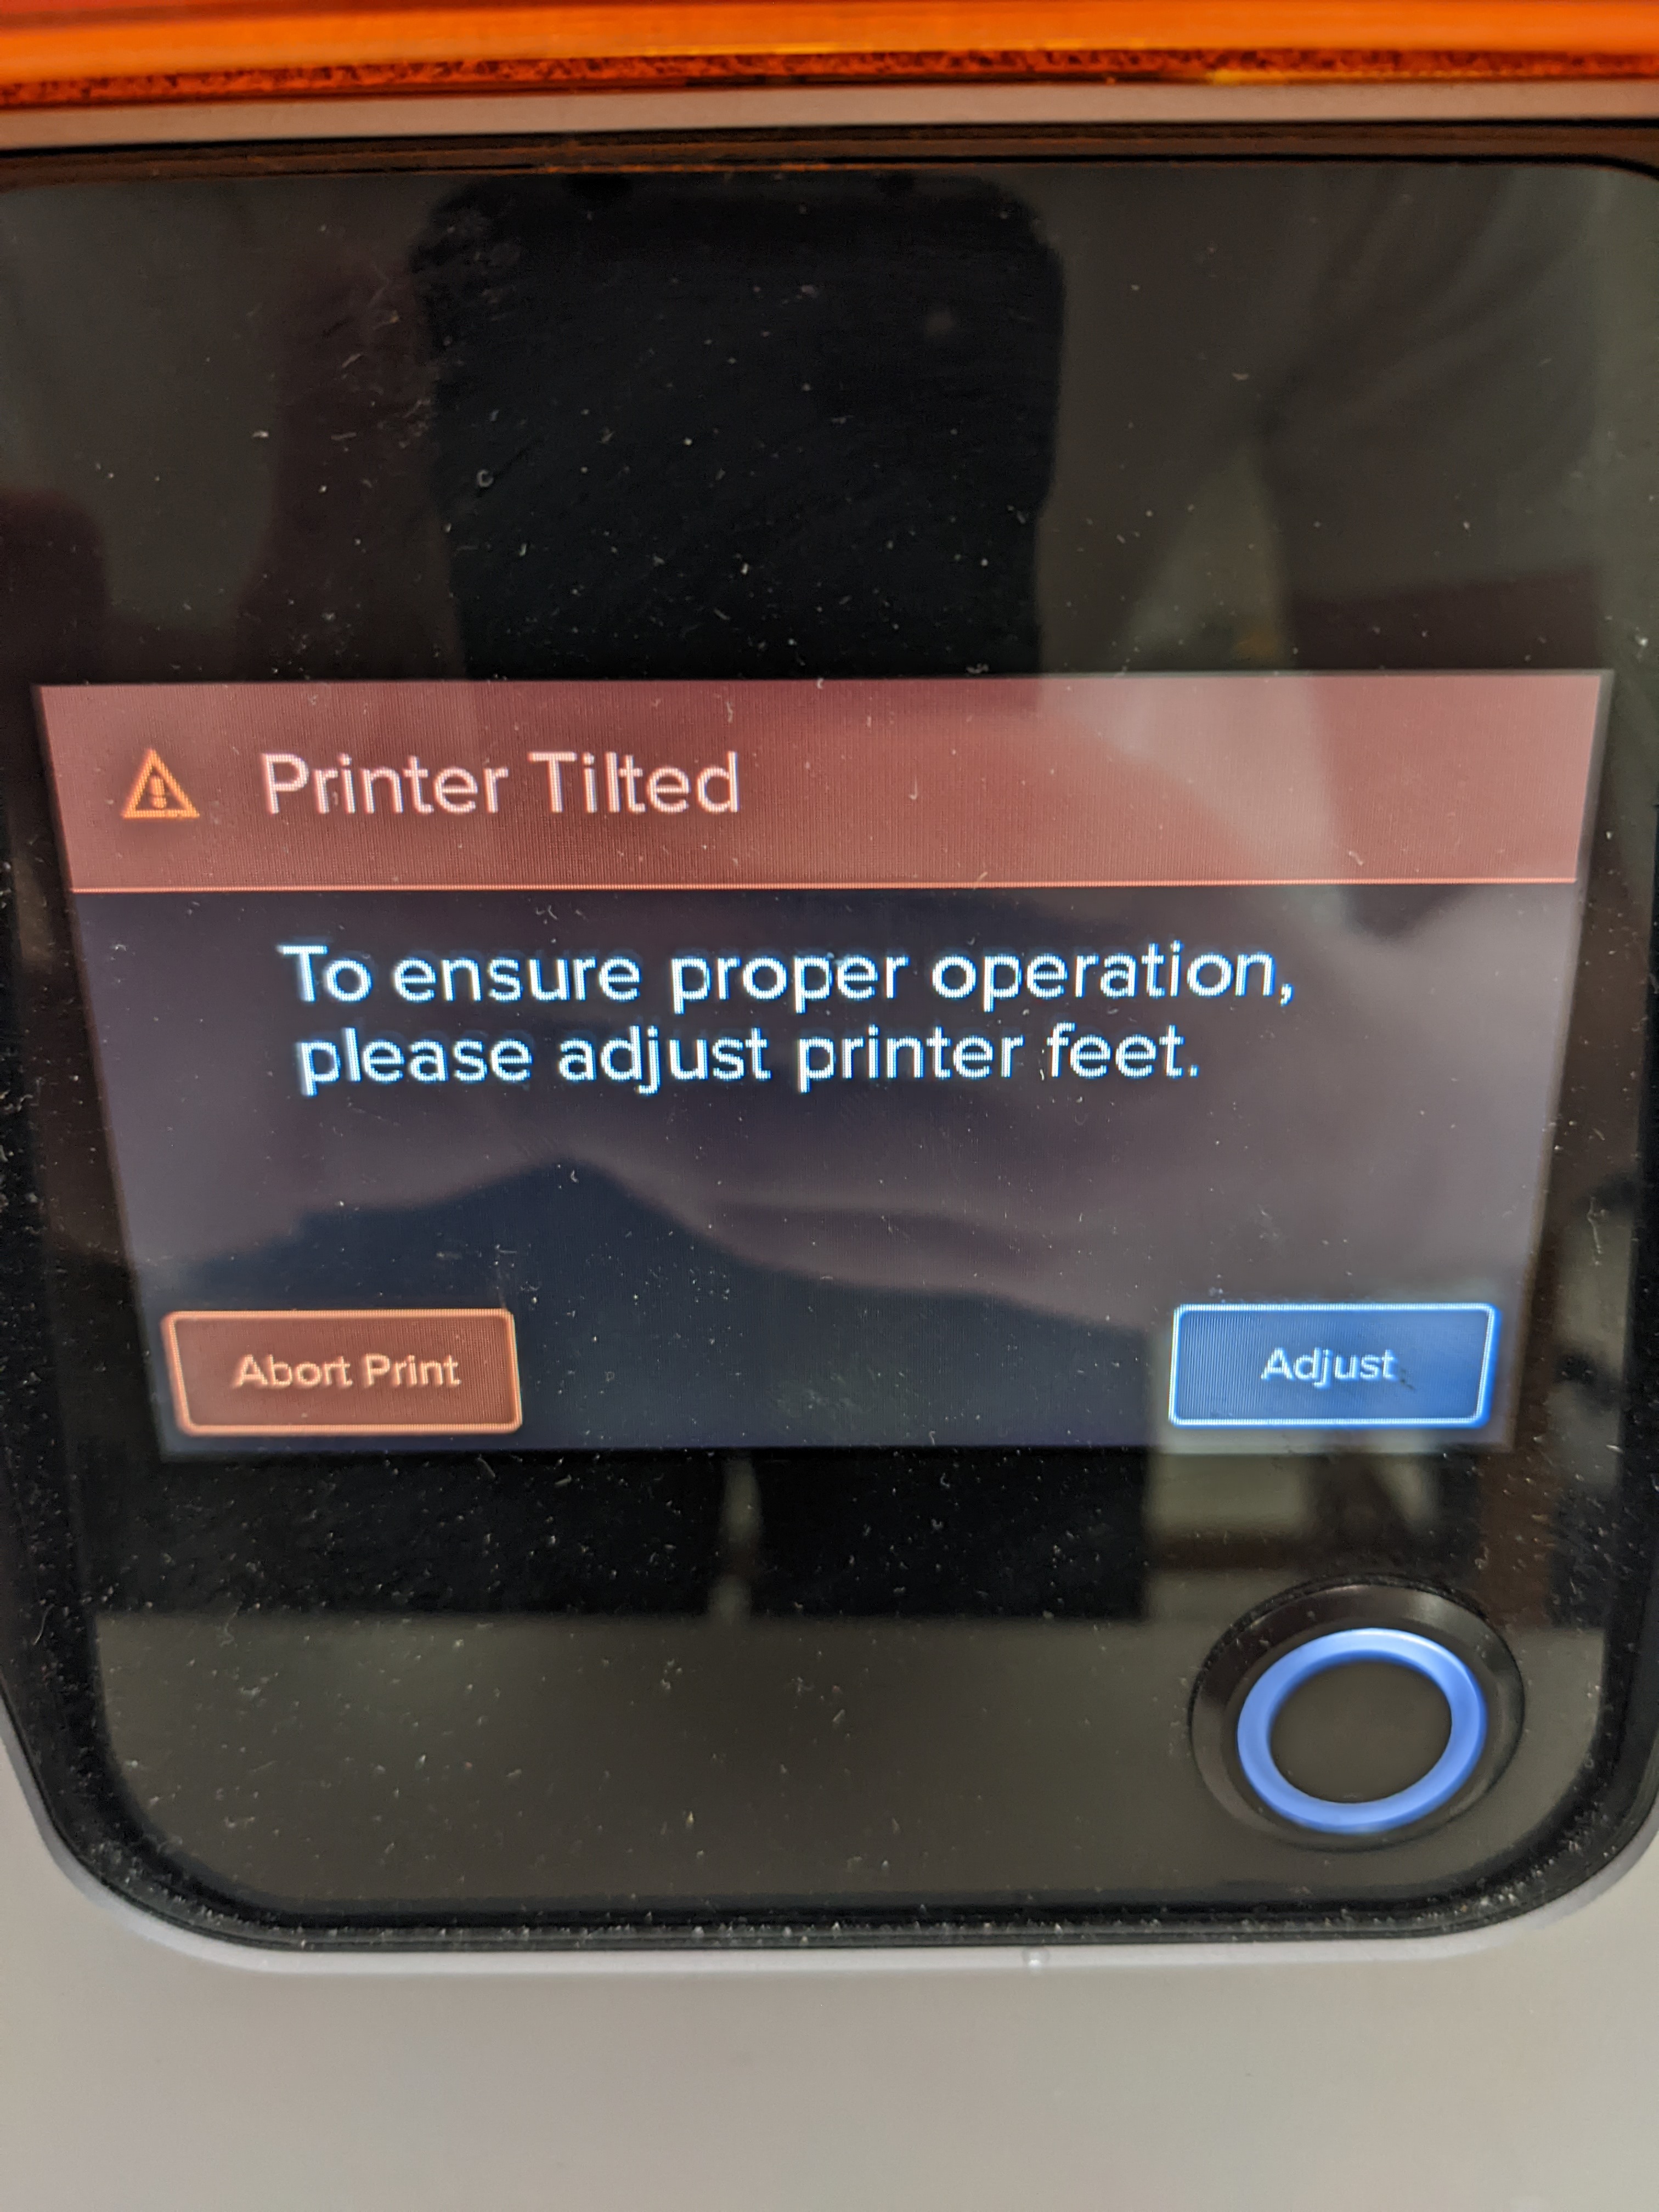 Printer Tilted
To ensure proper operation,
please adjust printer feet.
Abort Print
Adjust